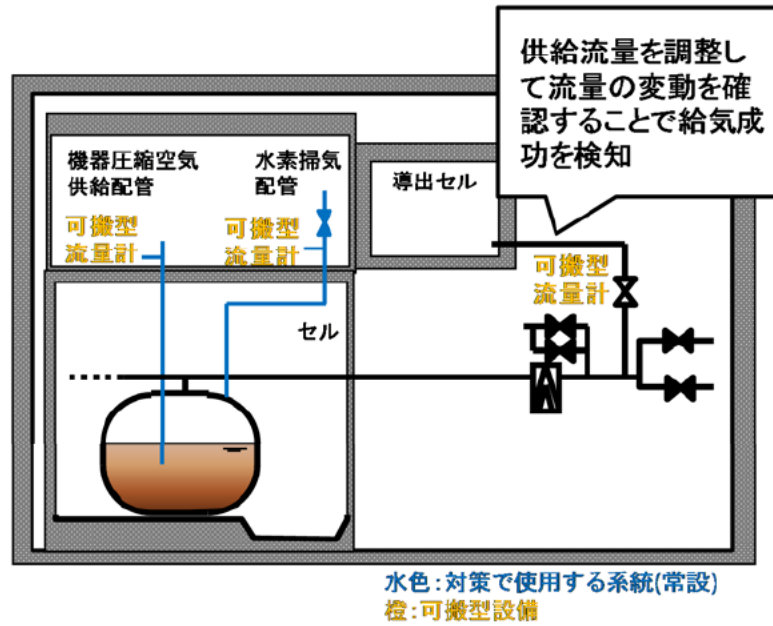 供給流量を調整し
て流量の変動を確
認することで給気成
功を検知
機器圧縮空気
供給配管
水素掃気
配管
導出セル
可搬型
流量計
可搬型
流量計
可搬型
流量計
セル
水色：対策で使用する系統(常設)
橙：可搬型設備